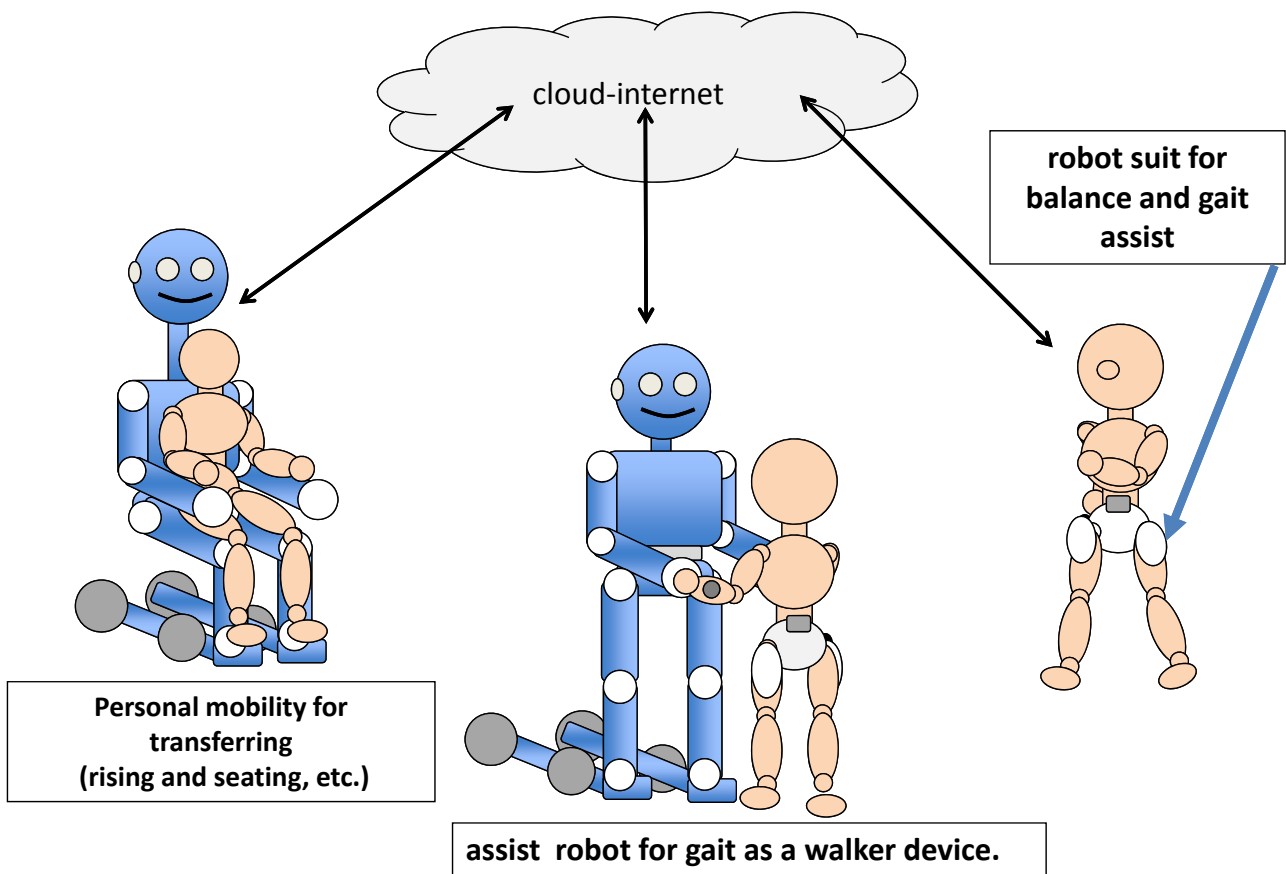 cloud-internet
robot suit for
balance and gait
assist
Personal mobility for
transferring
(rising and seating, etc.)
assist  robot for gait as a walker device.